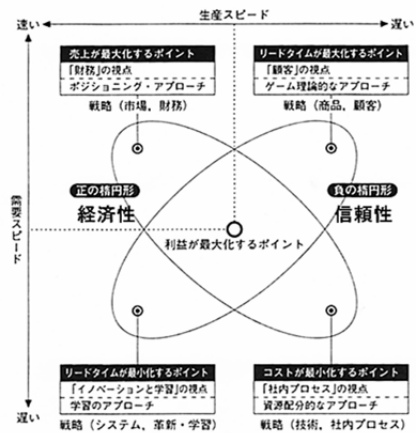 生産スピード
速い
遅い
売上が最大化するポイント
「財務」の視点
ポジショニング・アプローチ
戦略（市場、財務）
リードタイムが最大化するポイント
「顧客」の視点
ゲーム理論的なアプローチ
戦略（商品、顧客）
需要スピード
正の楕円形
経済性
負の楕円形
信頼性
利益が最大化するポイント
リードタイムが最小化するポイント
「イノベーションと学習」の視点
学習のアプローチ
戦略（システム、革新・学習）
コストが最小化するポイント
「社内プロセス」の視点
資源配分的なアプローチ
戦略（技術、社内プロセス）
遅い